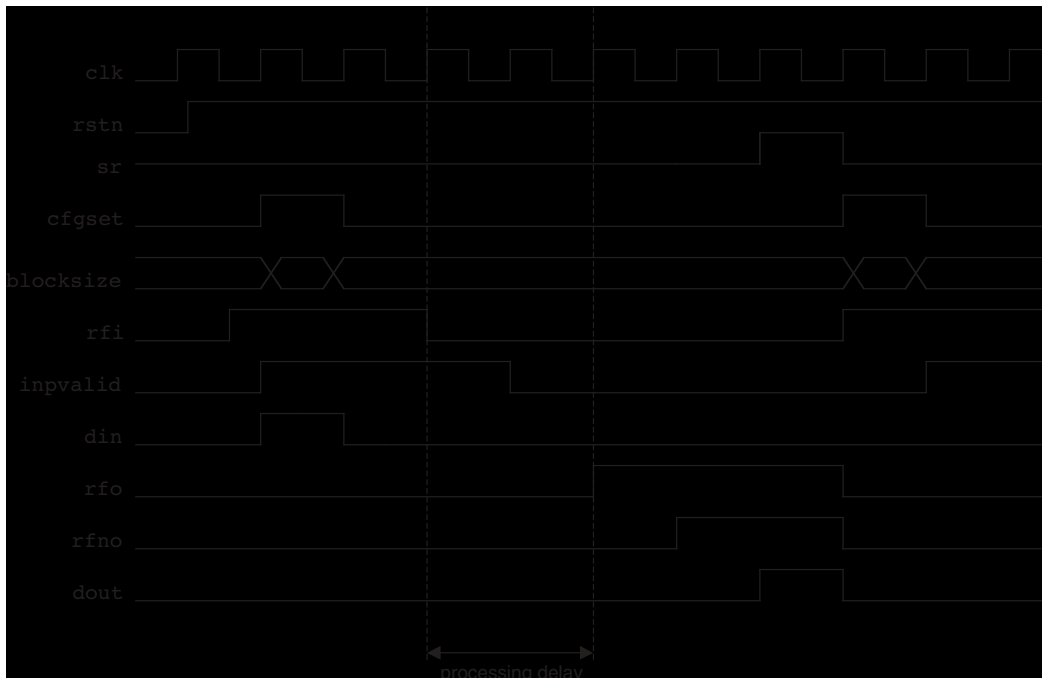 clk
rstn
sr
cfgset
blocksize
rfi
inpvalid
din
rfo
rfno
dout
processing delay